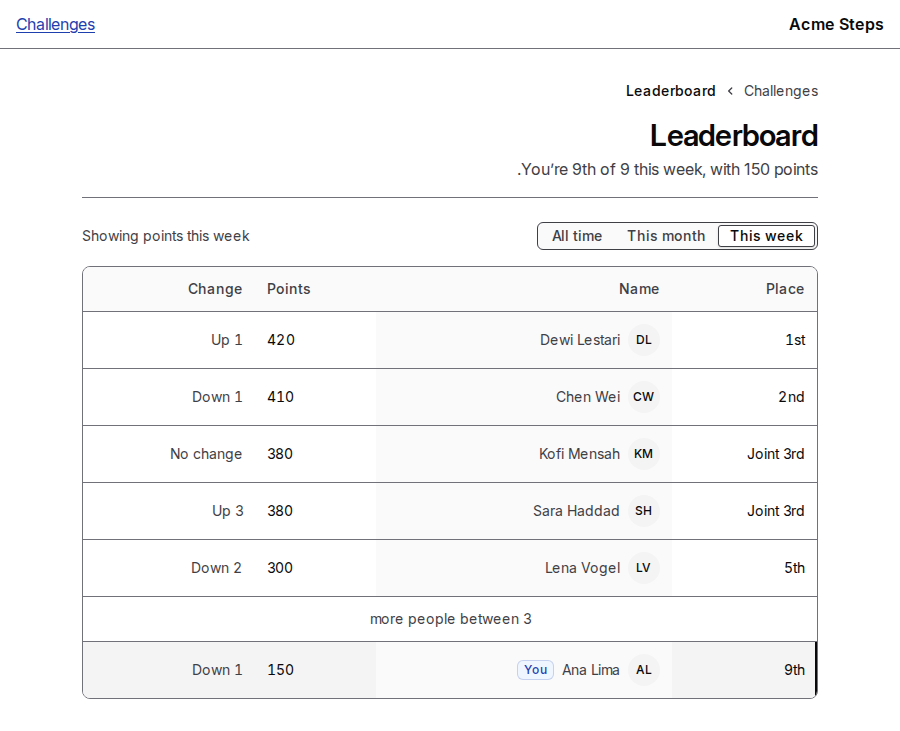 Acme Steps
Challenges
Leaderboard ‹ Challenges
Leaderboard
.You're 9th of 9 this week, with 150 points
Showing points this week
All time This month This week
Change Points Name Place
Up 1 420 Dewi Lestari DL 1st
Down 1 410 Chen Wei CW 2nd
No change 380 Kofi Mensah KM Joint 3rd
Up 3 380 Sara Haddad SH Joint 3rd
Down 2 300 Lena Vogel LV 5th
more people between 3
Down 1 150 You Ana Lima AL 9th